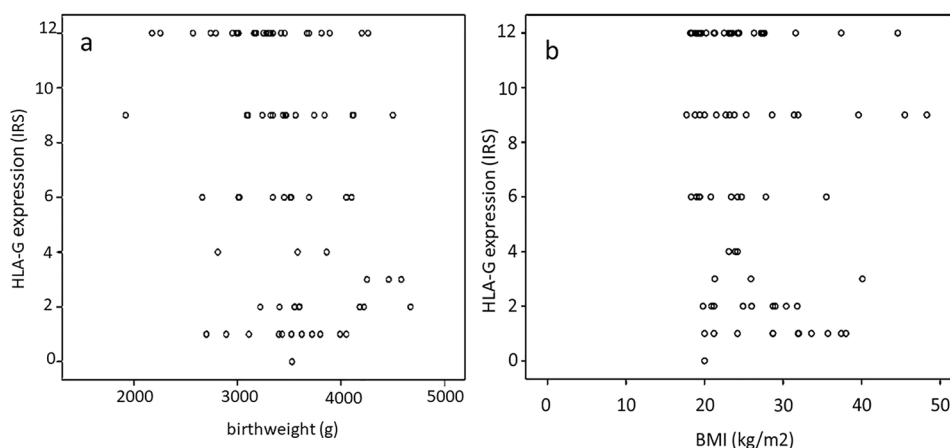 a
HLA-G expression (IRS)
12
10
8
6
4
2
0
2000 3000 4000 5000
birthweight (g)
b
HLA-G expression (IRS)
12
10
8
6
4
2
0
0 10 20 30 40 50
BMI (kg/m2)